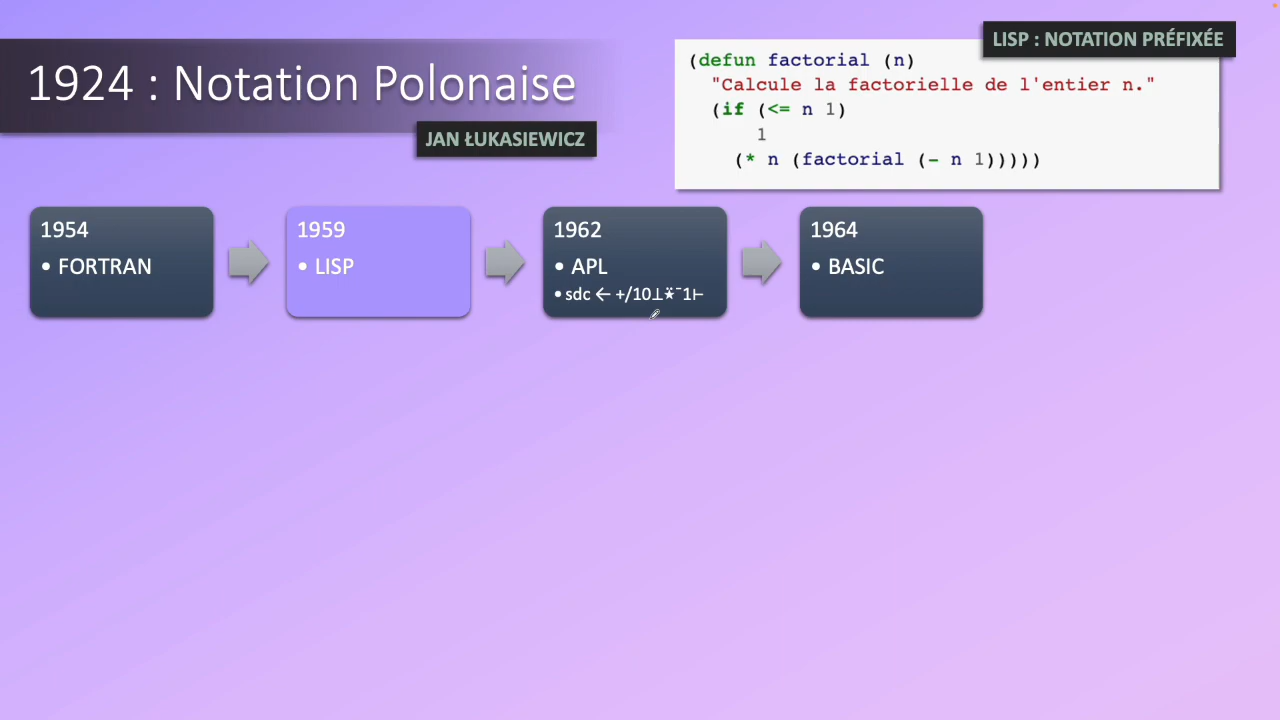 1924 : Notation Polonaise
JAN ŁUKASIEWICZ
LISP : NOTATION PRÉFIXÉE
(defun factorial (n)
"Calcule la factorielle de l'entier n."
(if (<= n 1)
1
(* n (factorial (- n 1)))))
1954
• FORTRAN
1959
• LISP
1962
• APL
• sdc ← +/10⊥⍣¯1⊢
1964
• BASIC